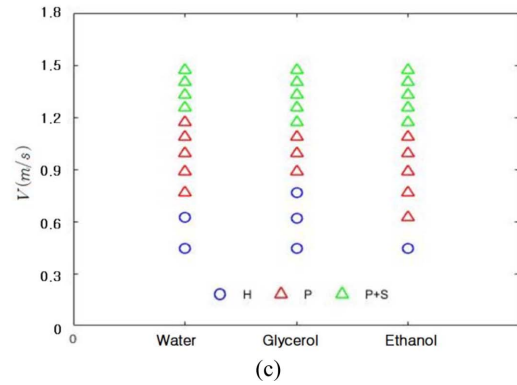 1.8
1.5
1.2
0.9
0.6
0.3
0
V(m/s)
H P P+S
0 Water Glycerol Ethanol
(c)